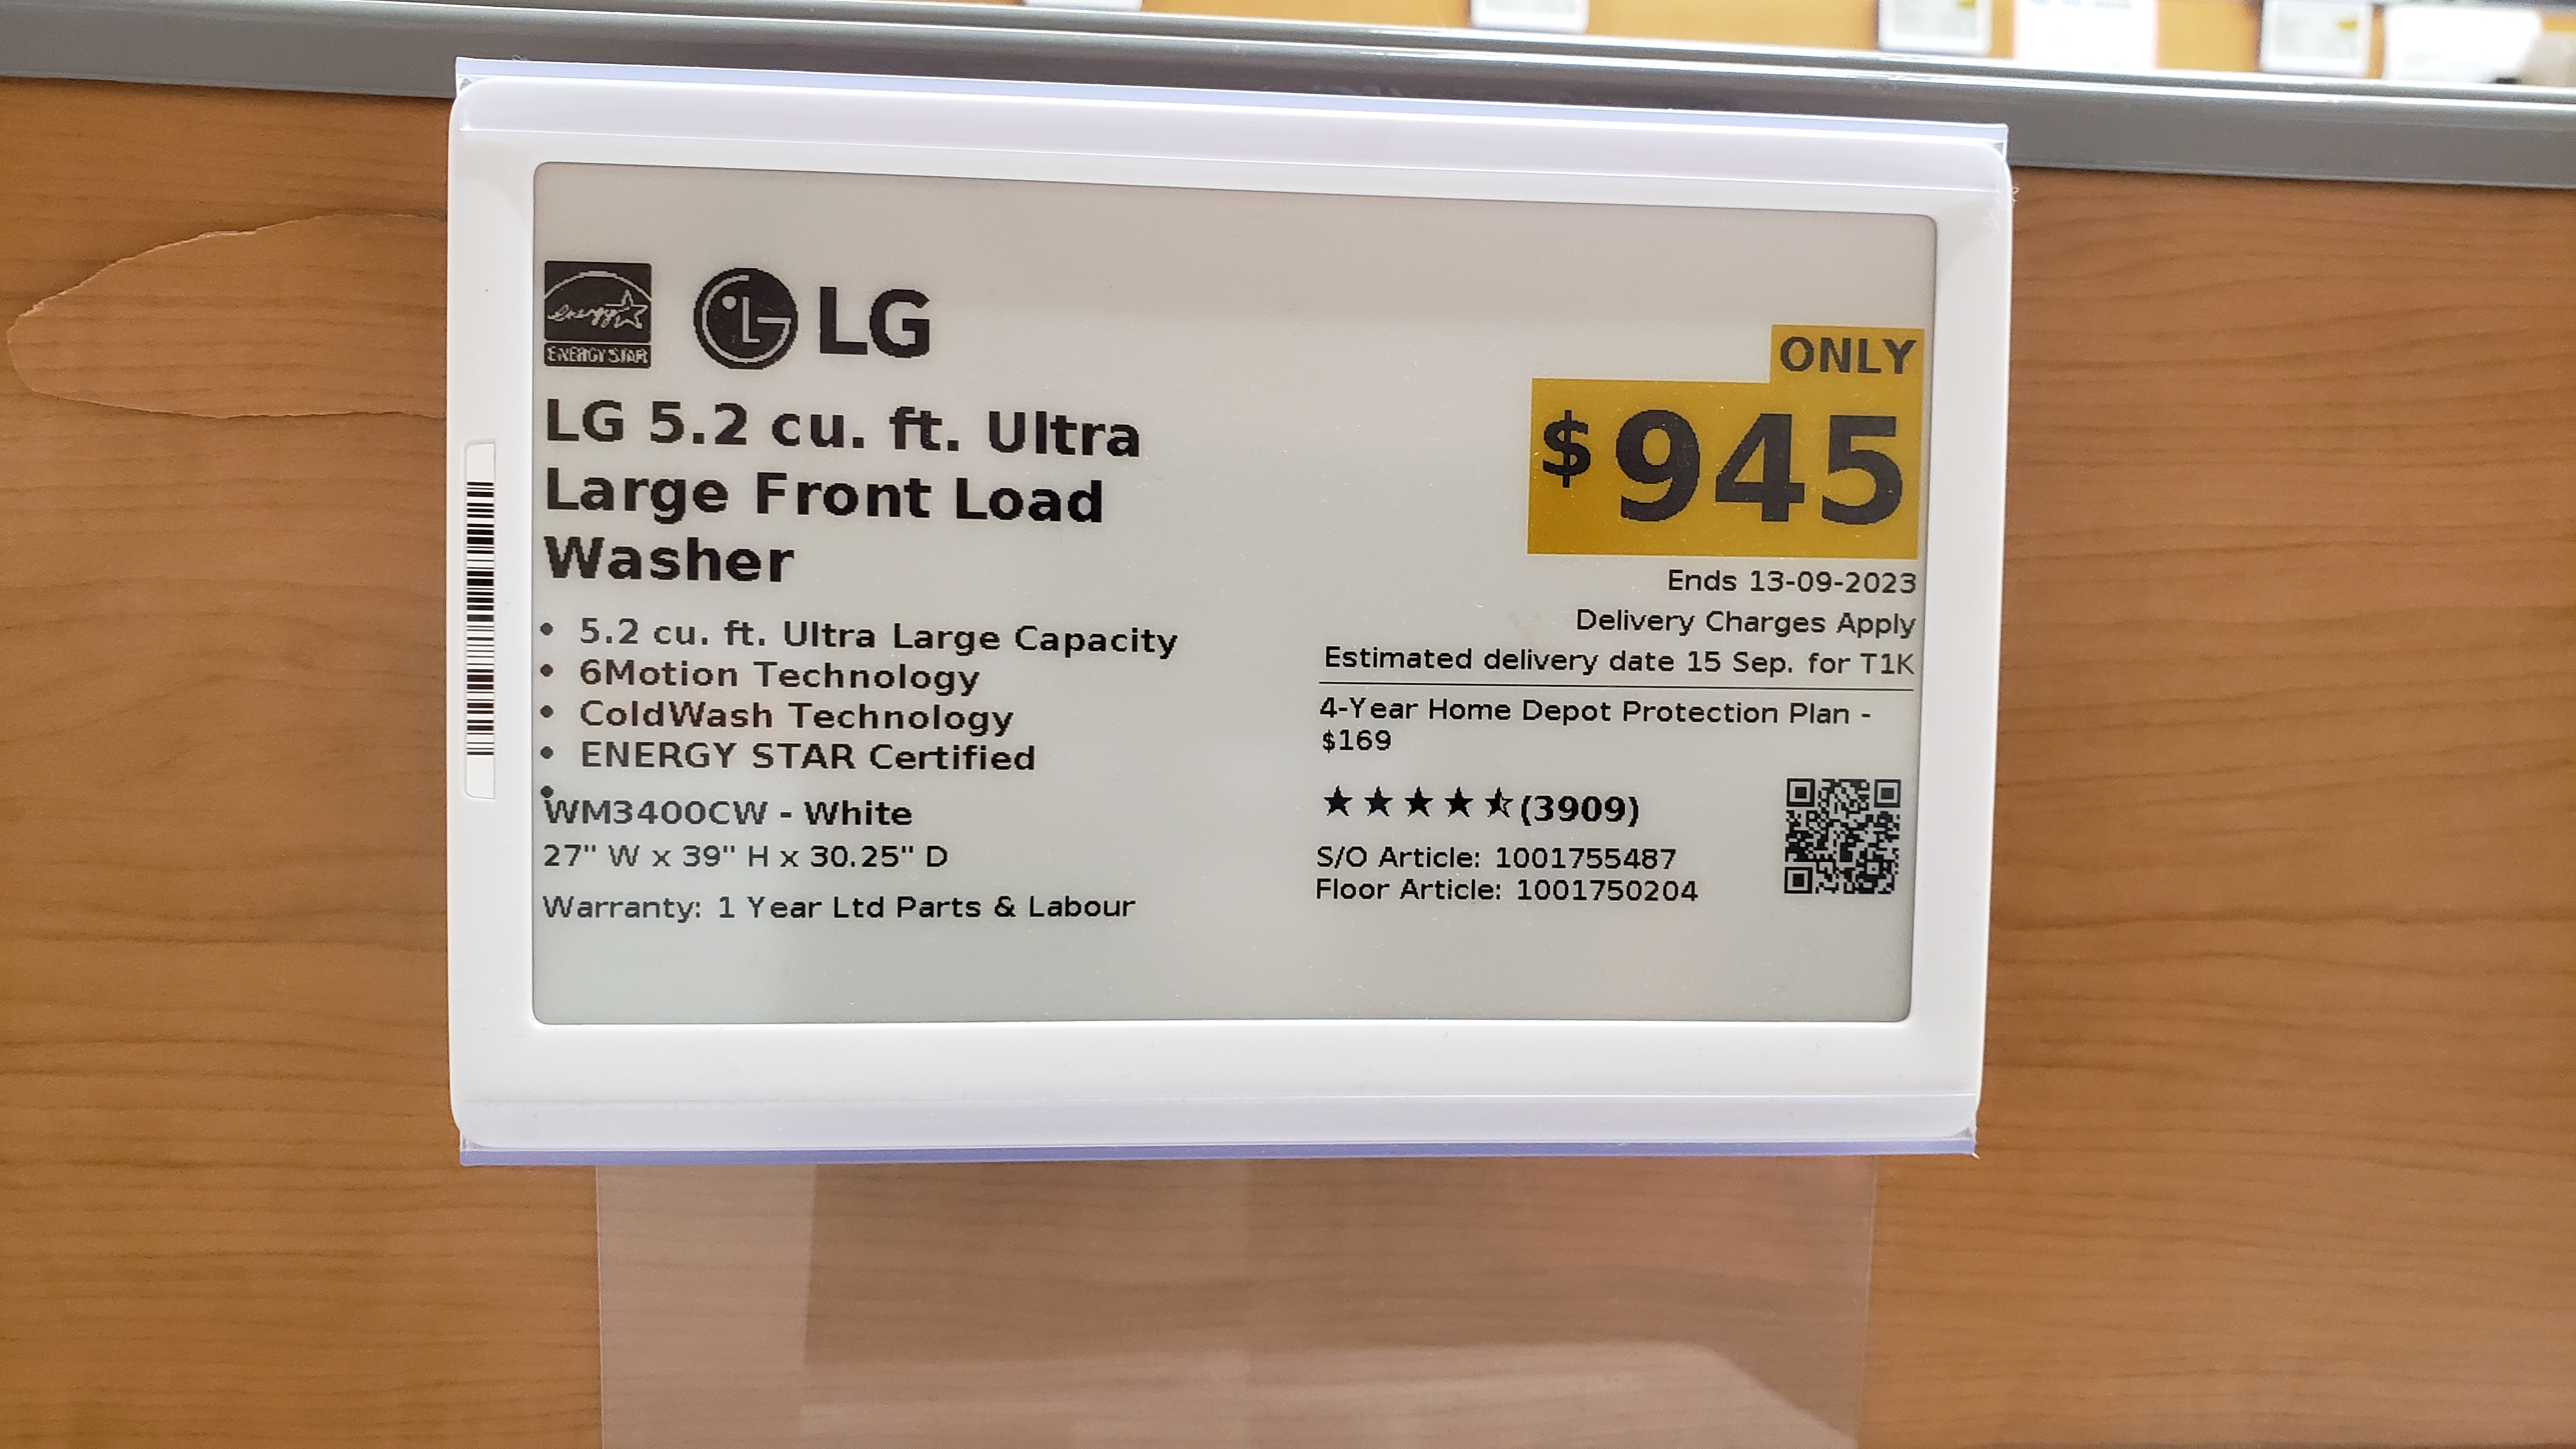 energy
ENERGY STAR
LG
LG 5.2 cu. ft. Ultra
Large Front Load
Washer
• 5.2 cu. ft. Ultra Large Capacity
• 6Motion Technology
• ColdWash Technology
• ENERGY STAR Certified
•
WM3400CW - White
27" W x 39" H x 30.25" D
Warranty: 1 Year Ltd Parts & Labour
ONLY
$945
Ends 13-09-2023
Delivery Charges Apply
Estimated delivery date 15 Sep. for T1K
4-Year Home Depot Protection Plan -
$169
★★★★⯪(3909)
S/O Article: 1001755487
Floor Article: 1001750204